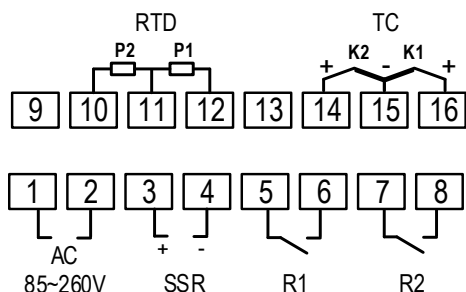 RTD TC
P2 P1 K2 K1
+ - +
9 10 11 12 13 14 15 16
1 2 3 4 5 6 7 8
+ -
AC SSR R1 R2
85~260V